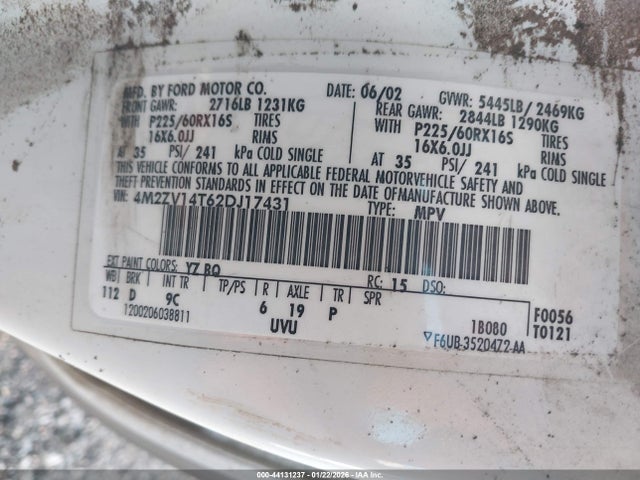 MFD. BY FORD MOTOR CO.
DATE: 06/02 GVWR: 5445LB/ 2469KG
FRONT GAWR: 2716LB 1231KG REAR GAWR: 2844LB 1290KG
WITH P225/60RX16S TIRES WITH P225/60RX16S TIRES
16X6.0JJ RIMS 16X6.0JJ RIMS
AT 35 PSI/ 241 kPa COLD SINGLE AT 35 PSI/ 241 kPa COLD SINGLE
THIS VEHICLE CONFORMS TO ALL APPLICABLE FEDERAL MOTORVEHICLE SAFETY AND
THEFT PREVENTION STANDARDS IN EFFECT ON THE DATE OF MANUFACTURE SHOWN ABOVE.
4M2ZV14T62DJ17431 TYPE: MPV
EXT PAINT COLORS: YZ BQ RC: 15 DSO:
WB BRK INT TR TP/PS R AXLE TR SPR
112 D 9C 6 19 P
1200206038811 UVU
1B080 F0056
▽F6UB-3520472-AA T0121
000-44131237 - 01/22/2026 - IAA Inc.